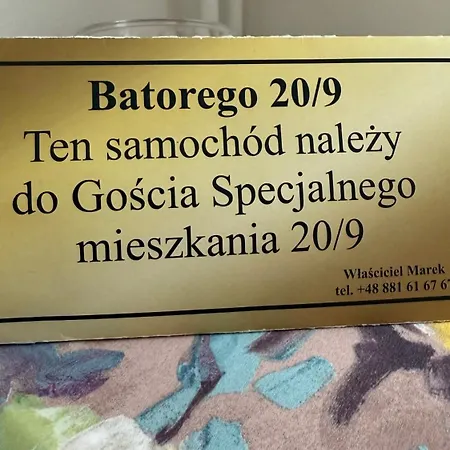 Batorego 20/9
Ten samochód należy
do Gościa Specjalnego
mieszkania 20/9
Właściciel Marek
tel. +48 881 61 67 67